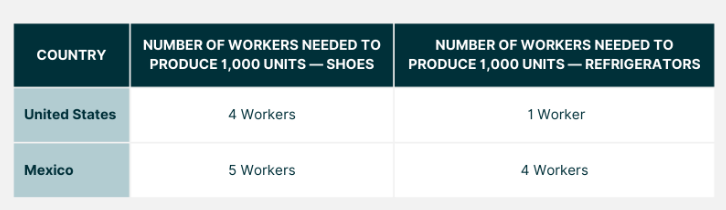 COUNTRY
NUMBER OF WORKERS NEEDED TO
PRODUCE 1,000 UNITS — SHOES
NUMBER OF WORKERS NEEDED TO
PRODUCE 1,000 UNITS — REFRIGERATORS
United States
4 Workers
1 Worker
Mexico
5 Workers
4 Workers